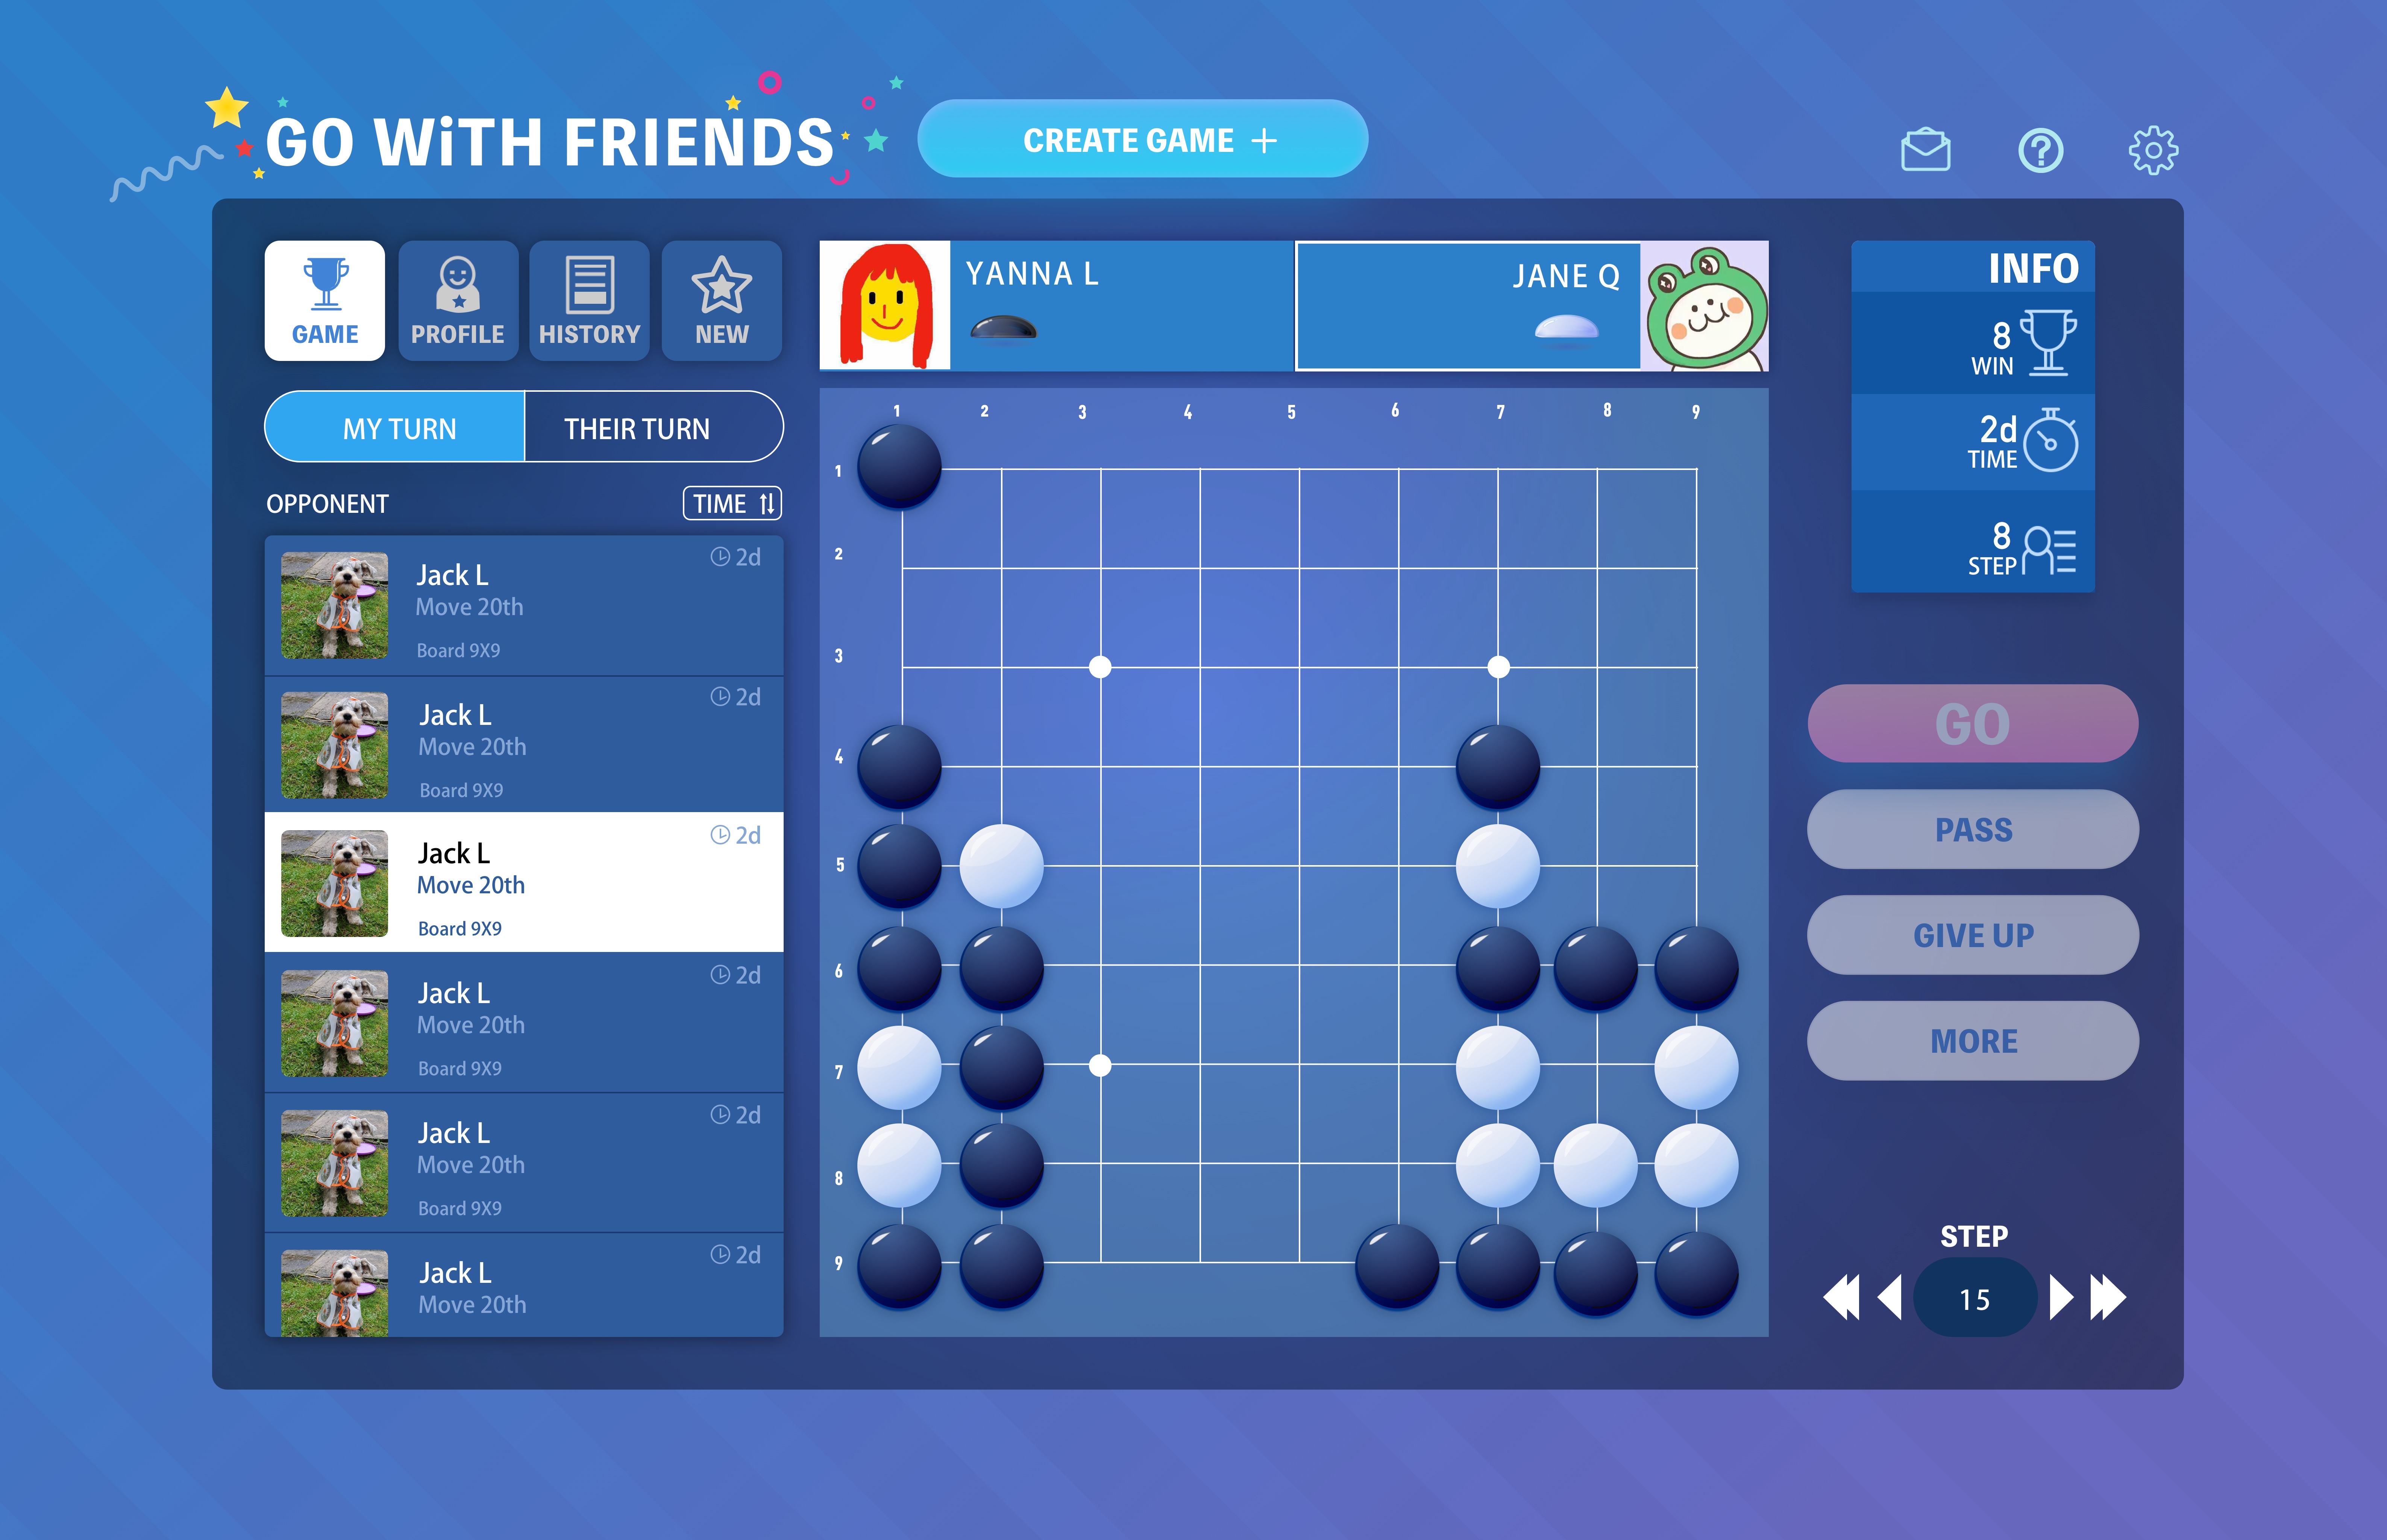 GO WiTH FRIENDS
CREATE GAME +
GAME
PROFILE
HISTORY
NEW
MY TURN
THEIR TURN
OPPONENT
TIME
Jack L
2d
Move 20th
Board 9X9
Jack L
2d
Move 20th
Board 9X9
Jack L
2d
Move 20th
Board 9X9
Jack L
2d
Move 20th
Board 9X9
Jack L
2d
Move 20th
Board 9X9
Jack L
2d
Move 20th
YANNA L
JANE Q
1 2 3 4 5 6 7 8 9
1
2
3
4
5
6
7
8
9
INFO
8
WIN
2d
TIME
8
STEP
GO
PASS
GIVE UP
MORE
STEP
15